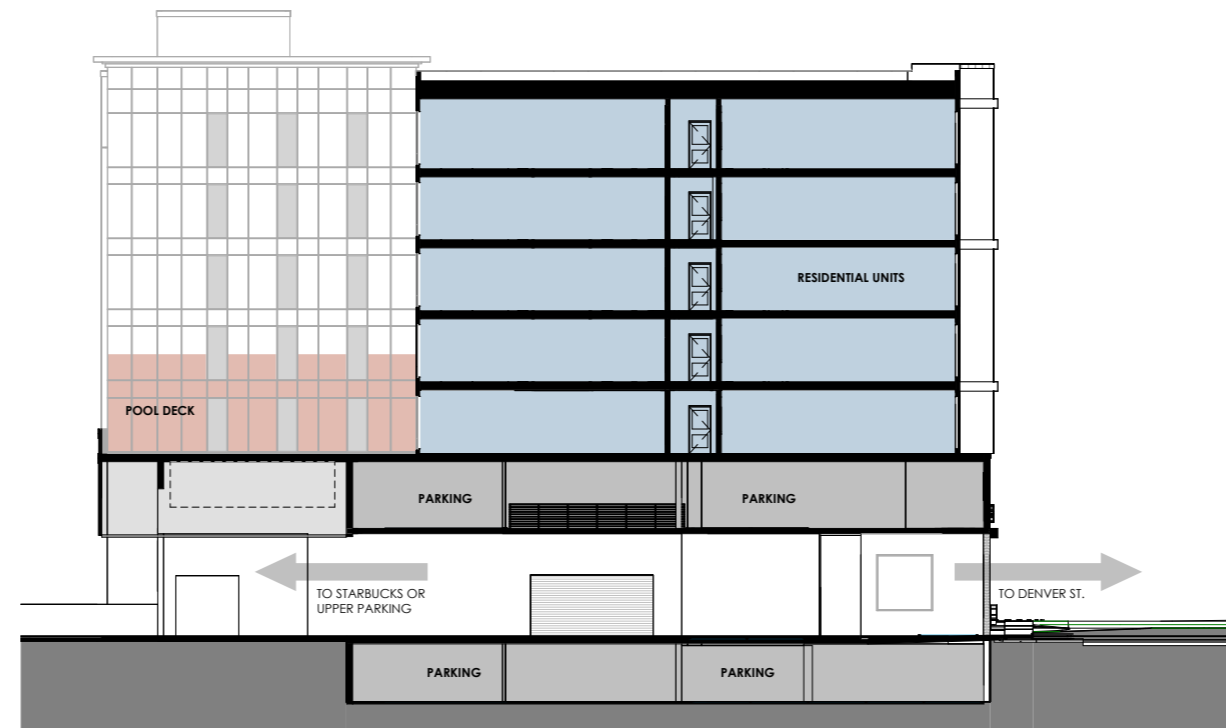 RESIDENTIAL UNITS
POOL DECK
PARKING
PARKING
TO STARBUCKS OR
UPPER PARKING
TO DENVER ST.
PARKING
PARKING